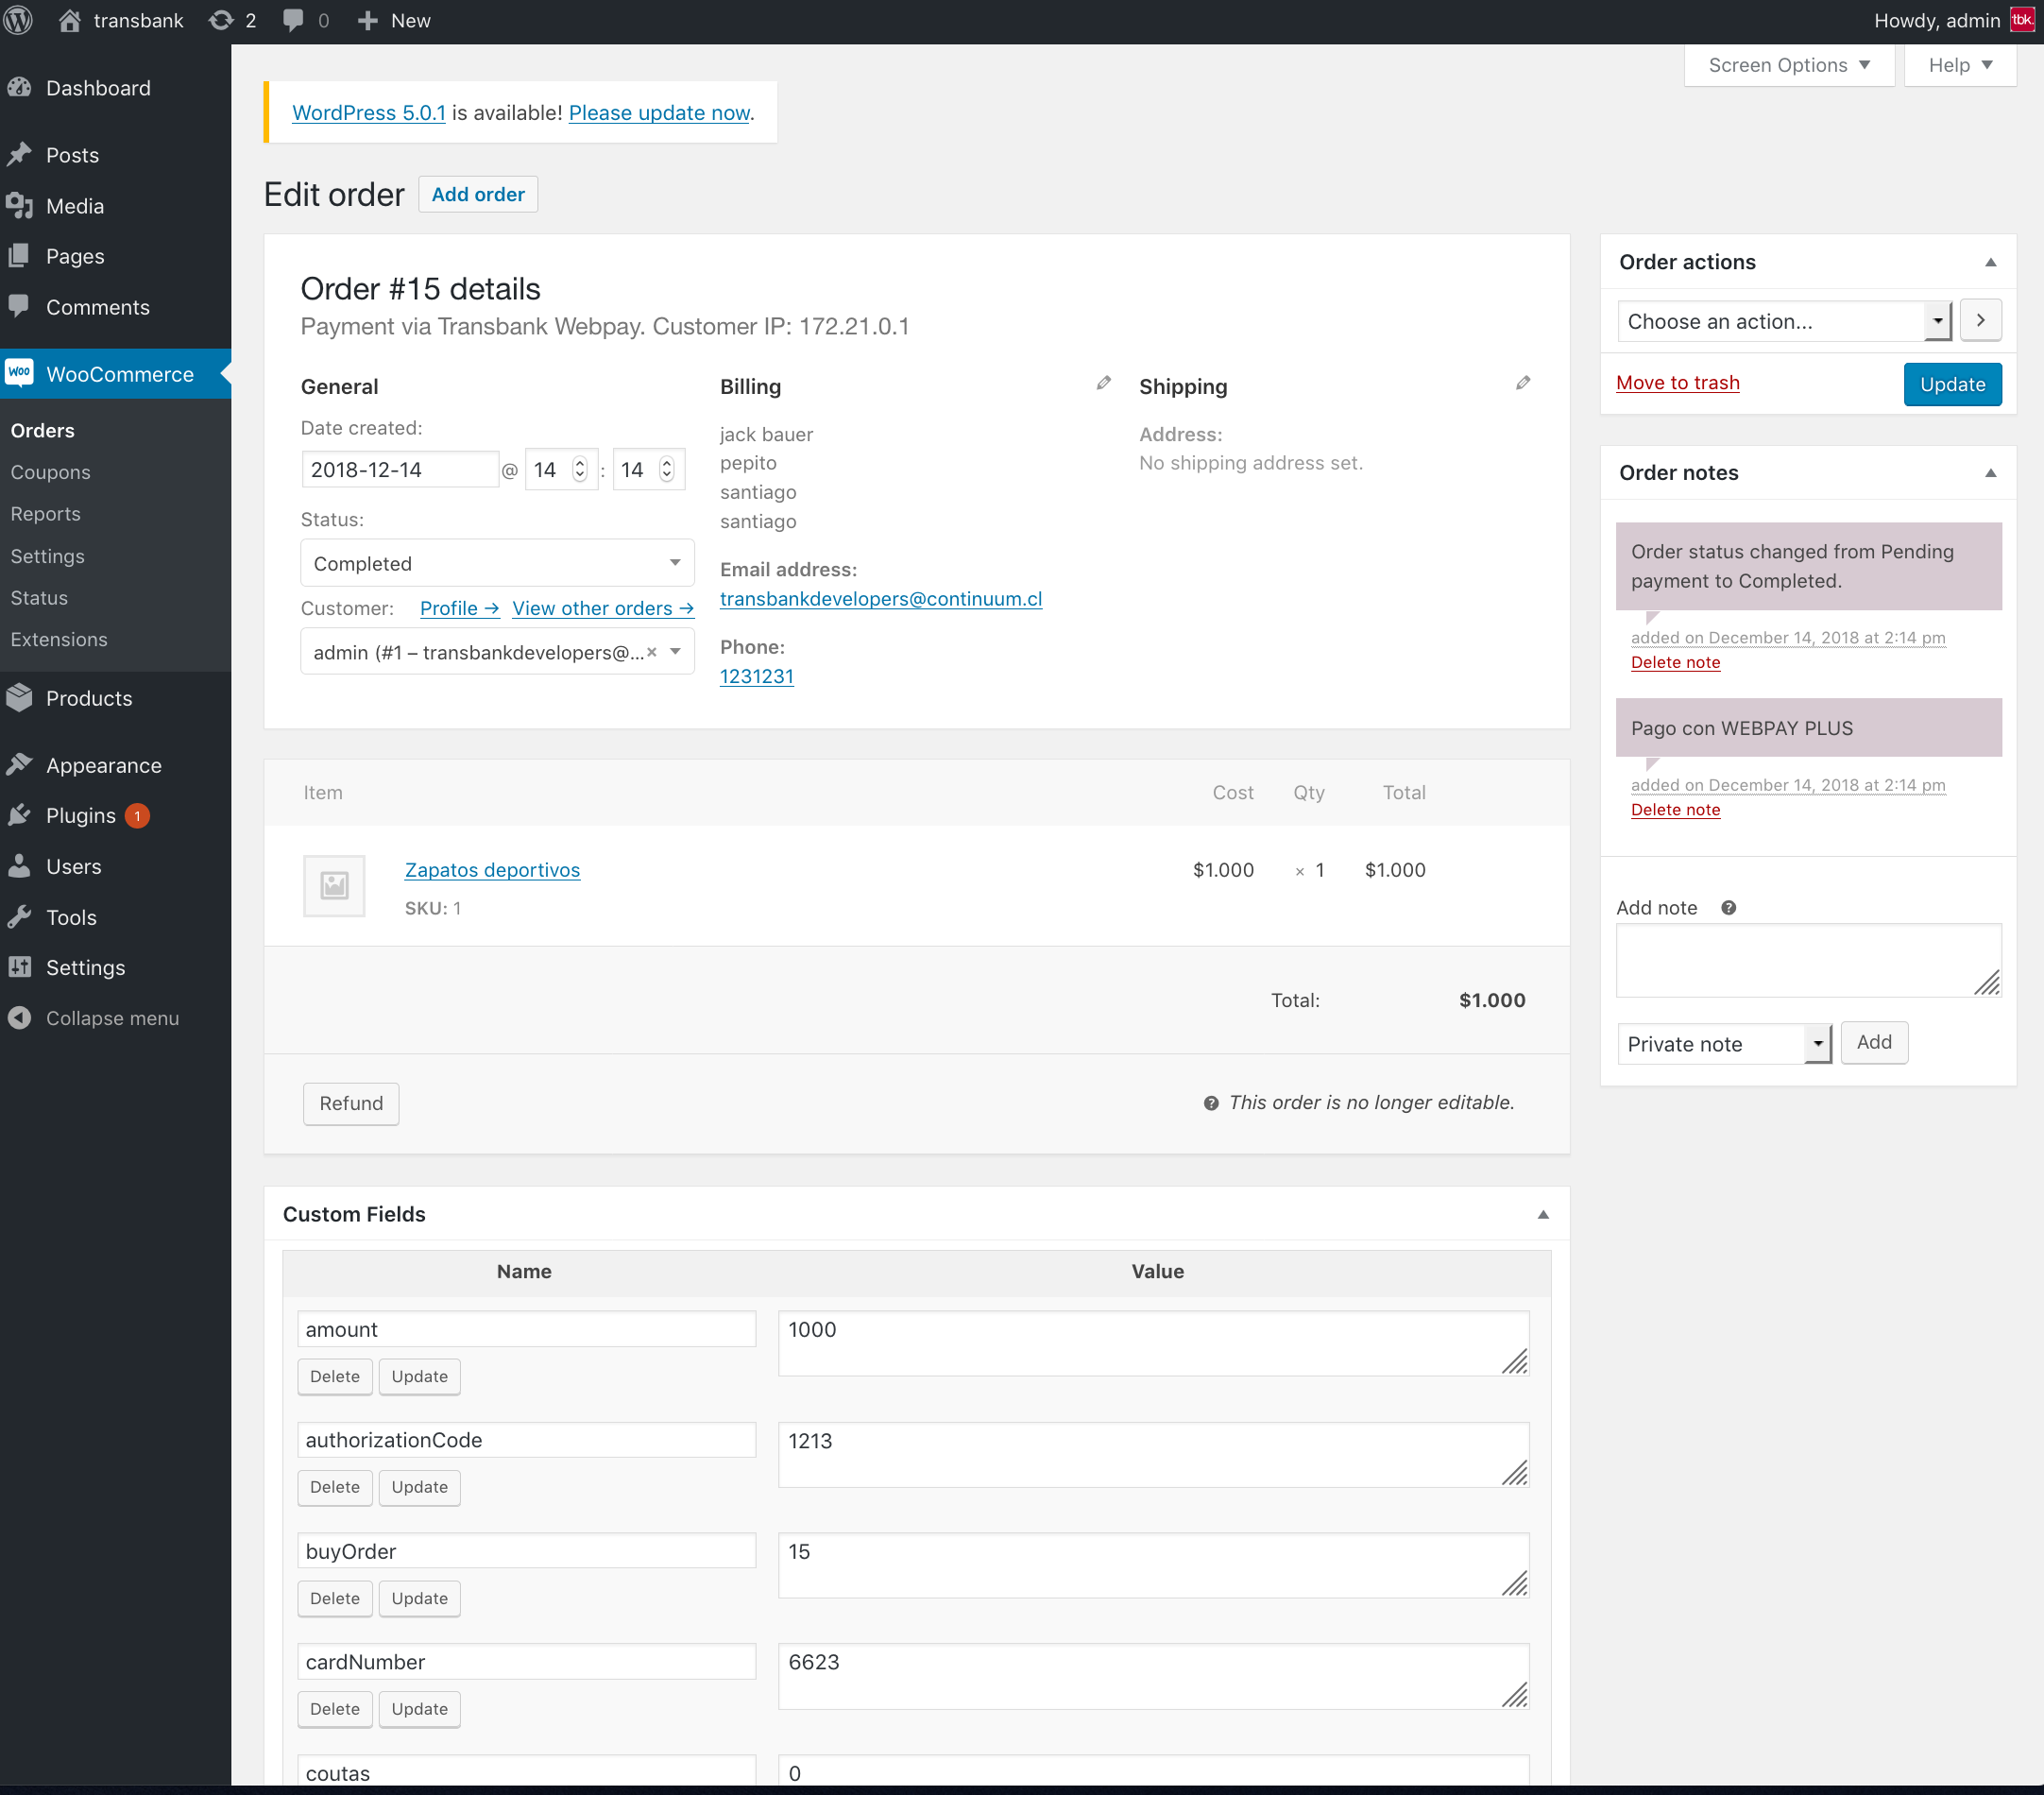 transbank 2 0 New Howdy, admin tbk.
Screen Options Help
Dashboard
Posts
Media
Pages
Comments
Woo WooCommerce
Orders
Coupons
Reports
Settings
Status
Extensions
Products
Appearance
Plugins 1
Users
Tools
Settings
Collapse menu
WordPress 5.0.1 is available! Please update now.
Edit order Add order
Order #15 details
Payment via Transbank Webpay. Customer IP: 172.21.0.1
General
Date created:
2018-12-14 @ 14 : 14
Status:
Completed
Customer: Profile → View other orders →
admin (#1 – transbankdevelopers@... ×
Billing
jack bauer
pepito
santiago
santiago
Email address:
transbankdevelopers@continuum.cl
Phone:
1231231
Shipping
Address:
No shipping address set.
Item Cost Qty Total
Zapatos deportivos $1.000 × 1 $1.000
SKU: 1
Total: $1.000
Refund This order is no longer editable.
Custom Fields
Name Value
amount 1000
Delete Update
authorizationCode 1213
Delete Update
buyOrder 15
Delete Update
cardNumber 6623
Delete Update
coutas 0
Order actions
Choose an action...
Move to trash Update
Order notes
Order status changed from Pending
payment to Completed.
added on December 14, 2018 at 2:14 pm
Delete note
Pago con WEBPAY PLUS
added on December 14, 2018 at 2:14 pm
Delete note
Add note
Private note Add